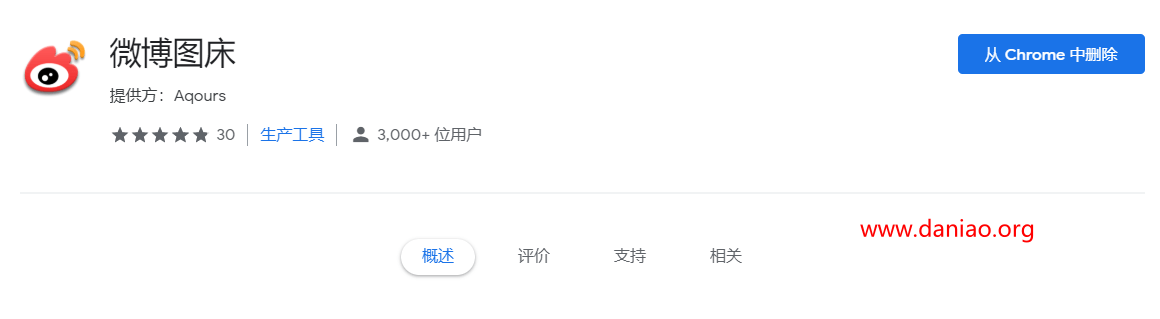 微博图床
从 Chrome 中删除
提供方：Aqours
30 生产工具 3,000+ 位用户
www.daniao.org
概述 评价 支持 相关